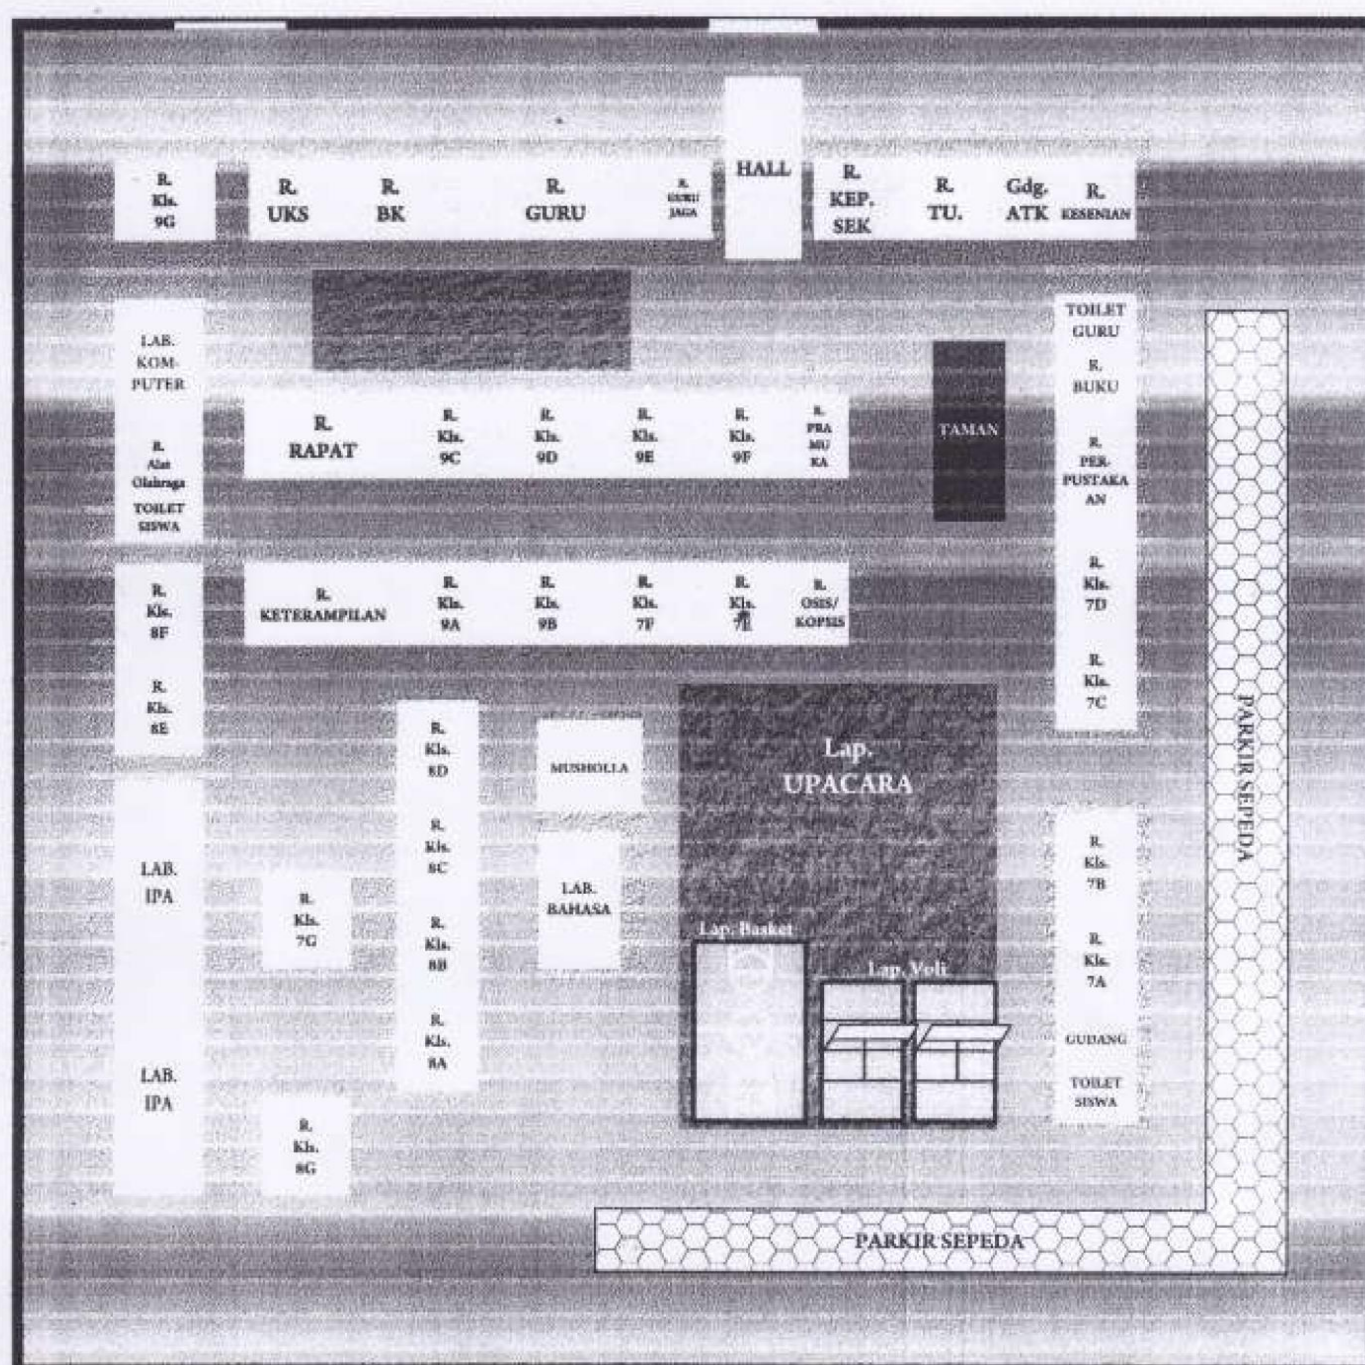 HALL
R.
Kls.
9G
R.
UKS
R.
BK
R.
GURU
R.
GURU
JAGA
R.
KEP.
SEK
R.
TU.
Gdg.
ATK
R.
KESENIAN
LAB.
KOM-
PUTER
R.
Alat
Olahraga
TOILET
SISWA
TOILET
GURU
R.
BUKU
R.
PER-
PUSTAKA
AN
R.
Kls.
7D
R.
Kls.
7C
R.
RAPAT
R.
Kls.
9C
R.
Kls.
9D
R.
Kls.
9E
R.
Kls.
9F
R.
PRA
MU
KA
TAMAN
R.
Kls.
8F
R.
Kls.
8E
R.
KETERAMPILAN
R.
Kls.
9A
R.
Kls.
9B
R.
Kls.
7F
R.
Kls.
7E
R.
OSIS/
KOPSIS
R.
Kls.
8D
R.
Kls.
8C
R.
Kls.
8B
R.
Kls.
8A
MUSHOLLA
LAB.
BAHASA
Lap.
UPACARA
Lap. Basket
Lap. Voli
LAB.
IPA
LAB.
IPA
R.
Kls.
7G
R.
Kls.
8G
R.
Kls.
7B
R.
Kls.
7A
GUDANG
TOILET
SISWA
PARKIR SEPEDA
PARKIR SEPEDA